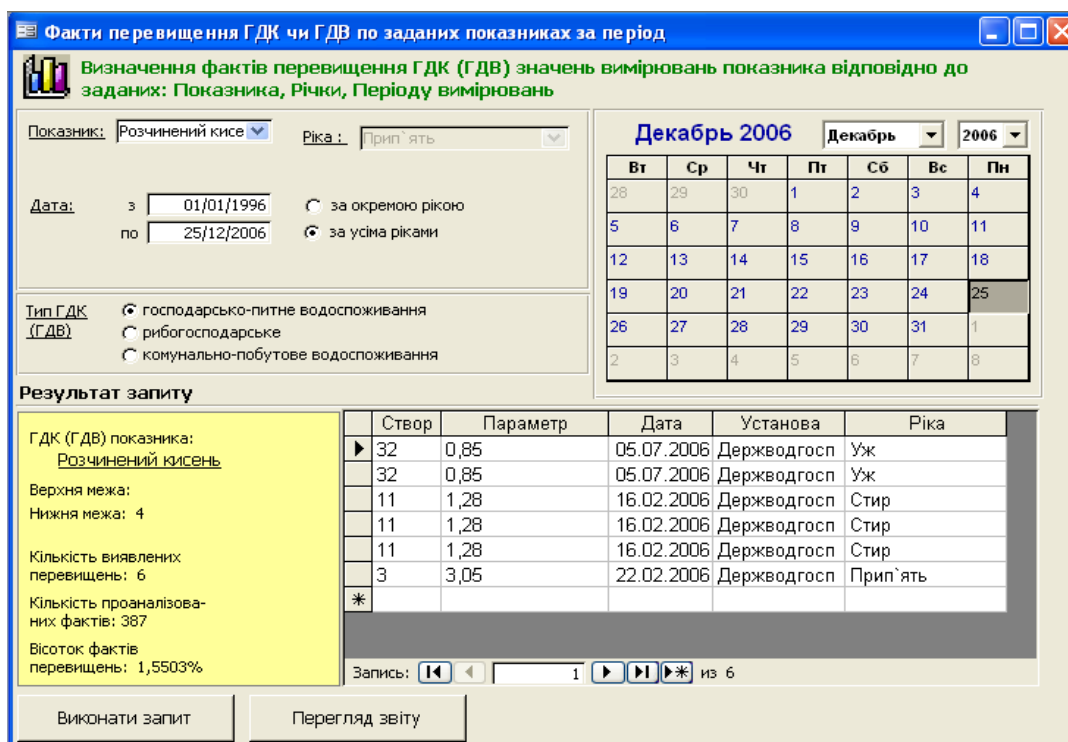 Факти перевищення ГДК чи ГДВ по заданих показниках за період
Визначення фактів перевищення ГДК (ГДВ) значень вимірювань показника відповідно до
заданих: Показника, Річки, Періоду вимірювань
Показник: Розчинений кисе Ріка : Прип`ять
Дата: з 01/01/1996 за окремою рікою
по 25/12/2006 за усіма ріками
Тип ГДК
(ГДВ)
господарсько-питне водоспоживання
рибогосподарське
комунально-побутове водоспоживання
Декабрь 2006 Декабрь 2006
Вт Ср Чт Пт Сб Вс Пн
28 29 30 1 2 3 4
5 6 7 8 9 10 11
12 13 14 15 16 17 18
19 20 21 22 23 24 25
26 27 28 29 30 31 1
2 3 4 5 6 7 8
Результат запиту
ГДК (ГДВ) показника:
Розчинений кисень
Верхня межа:
Нижня межа: 4
Кількість виявлених
перевищень: 6
Кількість проаналізова-
них фактів: 387
Вісоток фактів
перевищень: 1,5503%
Створ Параметр Дата Установа Ріка
32 0,85 05.07.2006 Держводгосп Уж
32 0,85 05.07.2006 Держводгосп Уж
11 1,28 16.02.2006 Держводгосп Стир
11 1,28 16.02.2006 Держводгосп Стир
11 1,28 16.02.2006 Держводгосп Стир
3 3,05 22.02.2006 Держводгосп Прип`ять
Запись: 1 из 6
Виконати запит Перегляд звіту